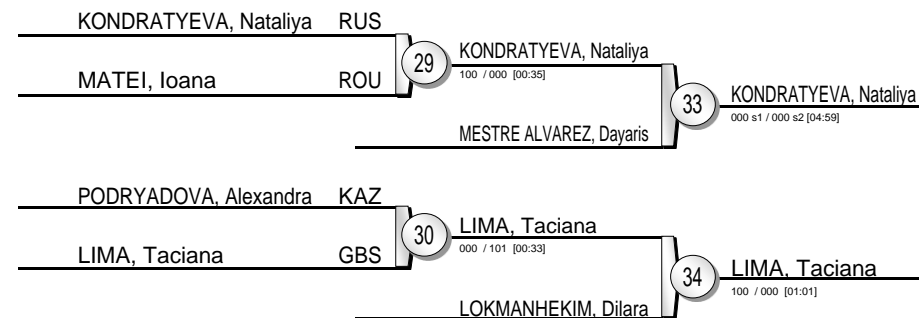 KONDRATYEVA, Nataliya RUS
MATEI, Ioana ROU
29
KONDRATYEVA, Nataliya
100 / 000 [00:35]
MESTRE ALVAREZ, Dayaris
33
KONDRATYEVA, Nataliya
000 s1 / 000 s2 [04:59]
PODRYADOVA, Alexandra KAZ
LIMA, Taciana GBS
30
LIMA, Taciana
000 / 101 [00:33]
LOKMANHEKIM, Dilara
34
LIMA, Taciana
100 / 000 [01:01]